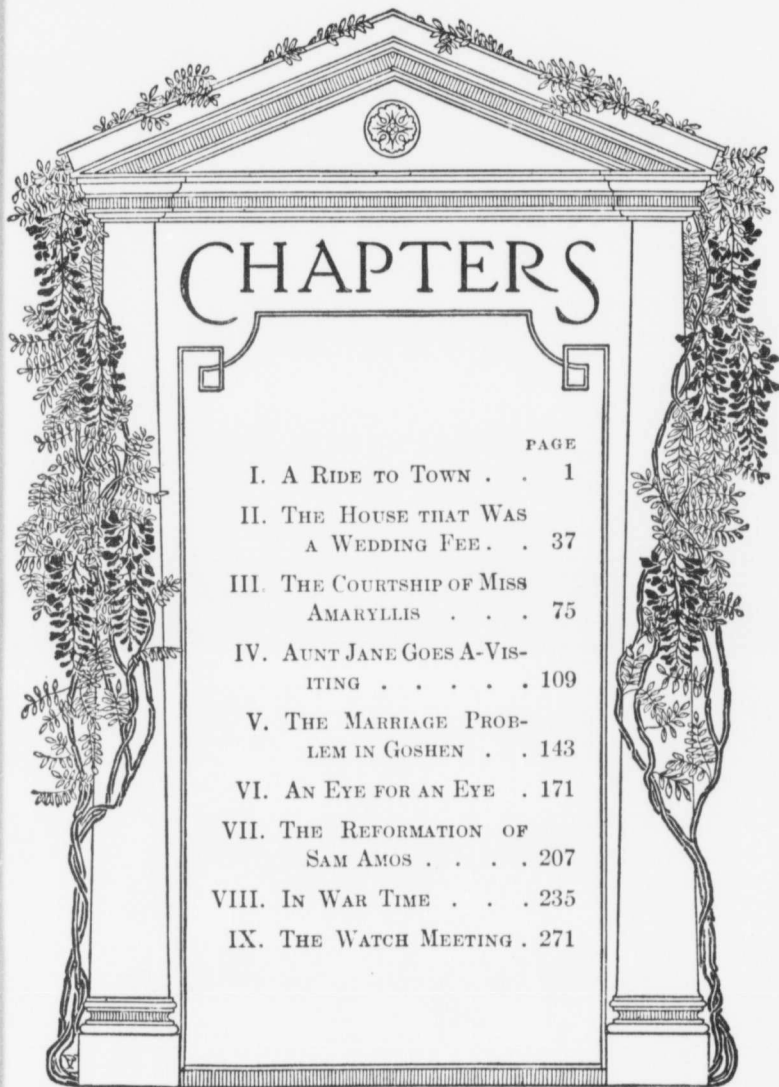 CHAPTERS
PAGE
I. A Ride to Town . . 1
II. The House that Was
a Wedding Fee . . 37
III. The Courtship of Miss
Amaryllis . . . 75
IV. Aunt Jane Goes A-Vis-
iting . . . . . 109
V. The Marriage Prob-
lem in Goshen . . 143
VI. An Eye for an Eye . 171
VII. The Reformation of
Sam Amos . . . . 207
VIII. In War Time . . . 235
IX. The Watch Meeting . 271